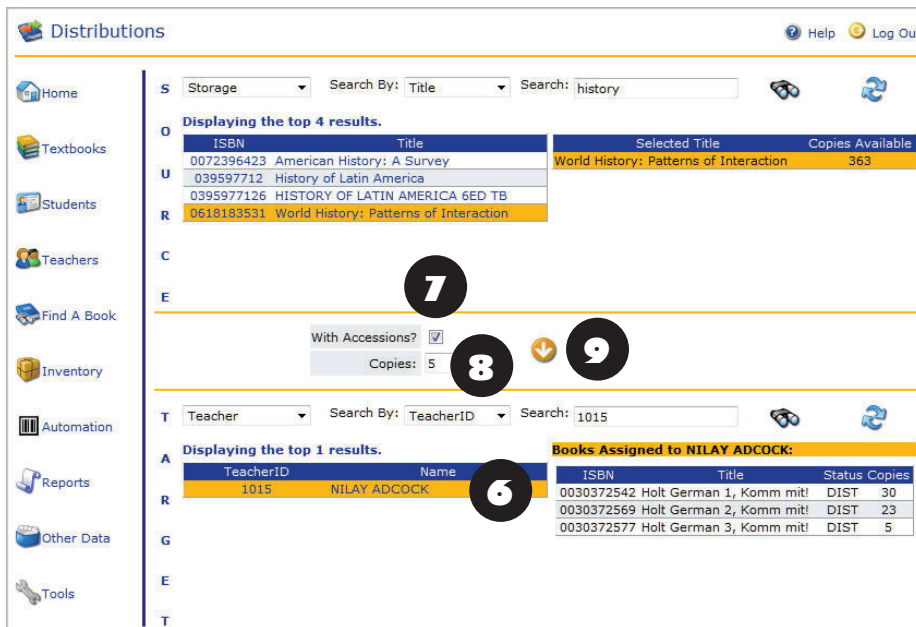 Distributions
Help Log Ou
Home
Textbooks
Students
Teachers
Find A Book
Inventory
Automation
Reports
Other Data
Tools
S
O
U
R
C
E
Storage Search By: Title Search: history
Displaying the top 4 results.
ISBN Title
0072396423 American History: A Survey
039597712 History of Latin America
0395977126 HISTORY OF LATIN AMERICA 6ED TB
0618183531 World History: Patterns of Interaction
Selected Title Copies Available
World History: Patterns of Interaction 363
7
With Accessions?
Copies: 5 8
9
T
A
R
G
E
T
Teacher Search By: TeacherID Search: 1015
Displaying the top 1 results.
TeacherID Name
1015 NILAY ADCOCK 6
Books Assigned to NILAY ADCOCK:
ISBN Title Status Copies
0030372542 Holt German 1, Komm mit! DIST 30
0030372569 Holt German 2, Komm mit! DIST 23
0030372577 Holt German 3, Komm mit! DIST 5